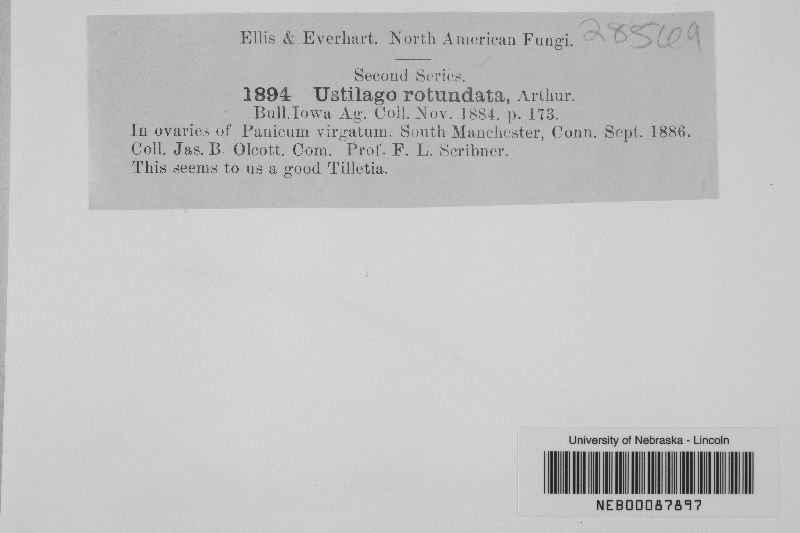 Ellis & Everhart. North American Fungi. 285609
Second Series.
1894 Ustilago rotundata, Arthur.
Bull. Iowa Ag. Coll. Nov. 1884. p. 173.
In ovaries of Panicum virgatum. South Manchester, Conn. Sept. 1886.
Coll. Jas. B. Olcott. Com. Prof. F. L. Scribner.
This seems to us a good Tilletia.
University of Nebraska - Lincoln
NEB00087897